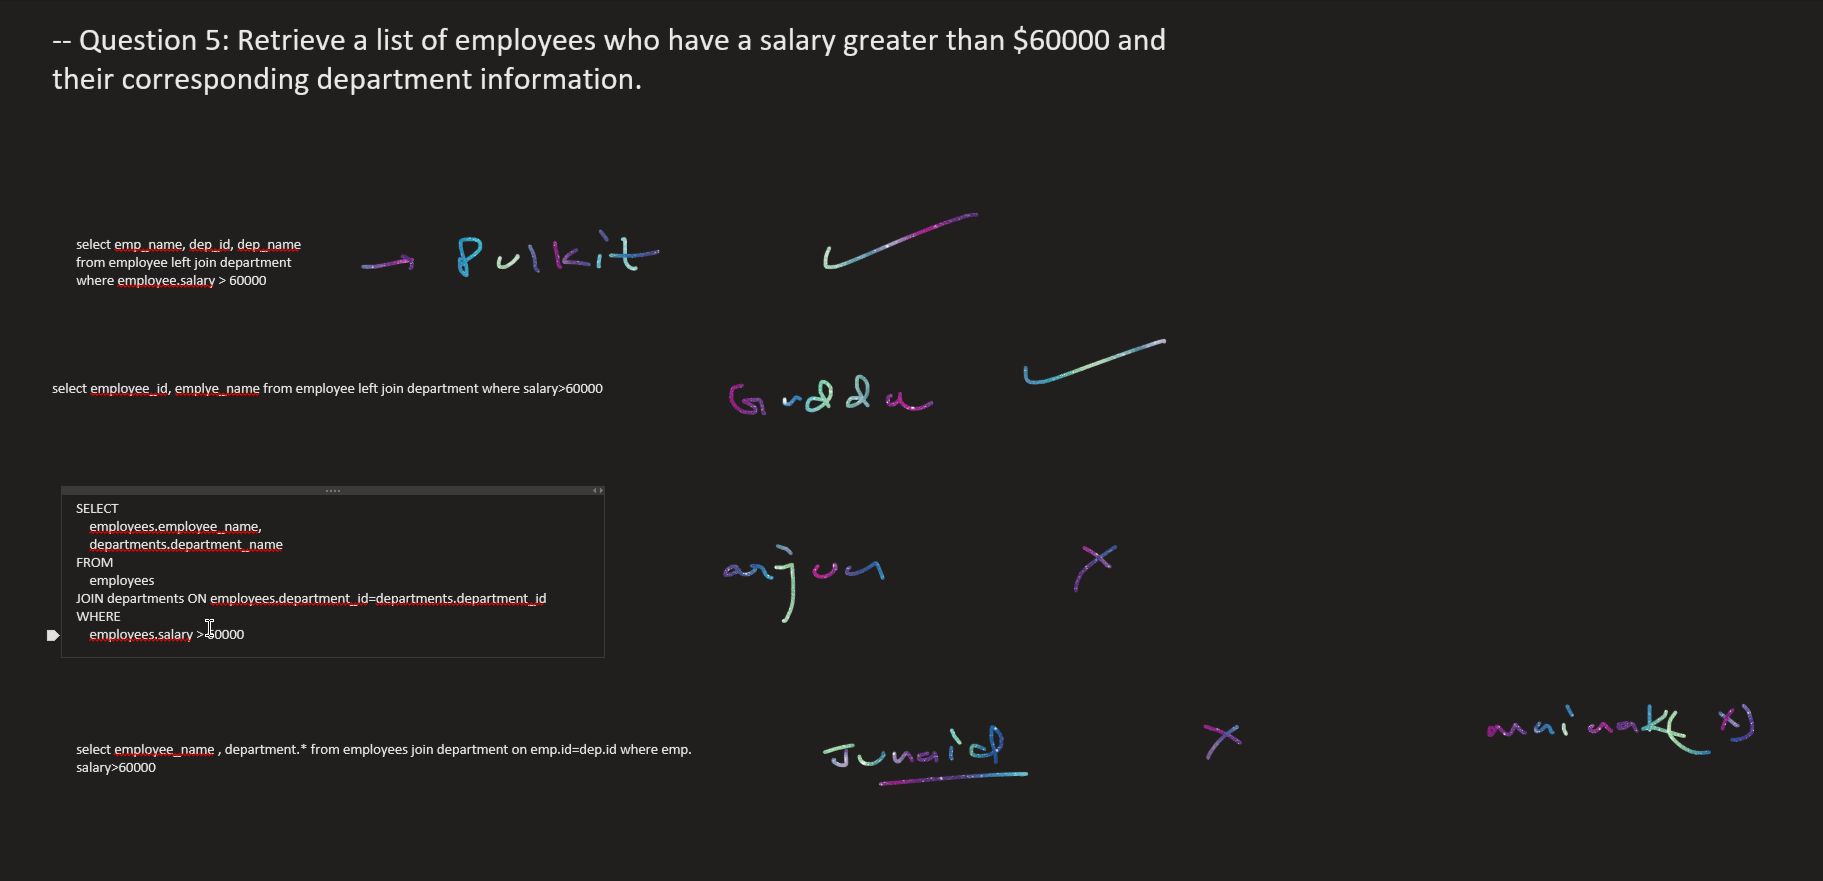 -- Question 5: Retrieve a list of employees who have a salary greater than $60000 and
their corresponding department information.
select emp_name, dep_id, dep_name
from employee left join department
where employee.salary > 60000
Pulkit
select employee_id, emplye_name from employee left join department where salary>60000
Guddu
SELECT
employees.employee_name,
departments.department_name
FROM
employees
JOIN departments ON employees.department_id=departments.department_id
WHERE
employees.salary > 60000
arjun
X
select employee_name , department.* from employees join department on emp.id=dep.id where emp.
salary>60000
Junaid
X
mainak(x)